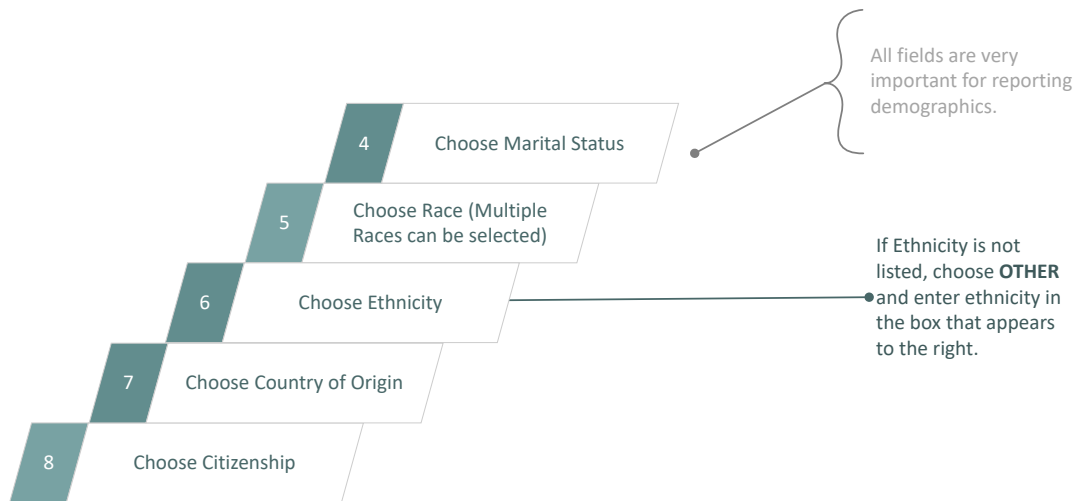 All fields are very
important for reporting
demographics.
4
Choose Marital Status
5
Choose Race (Multiple
Races can be selected)
6
Choose Ethnicity
If Ethnicity is not
listed, choose OTHER
and enter ethnicity in
the box that appears
to the right.
7
Choose Country of Origin
8
Choose Citizenship